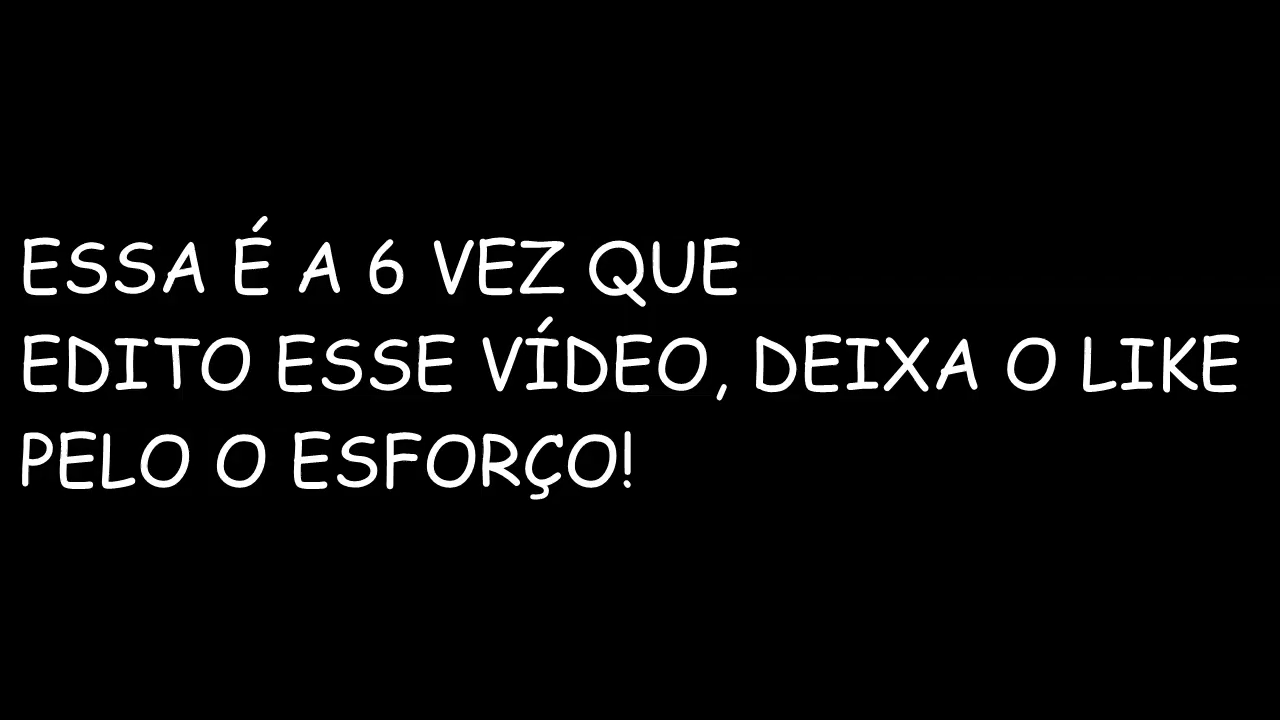 ESSA É A 6 VEZ QUE
EDITO ESSE VÍDEO, DEIXA O LIKE
PELO O ESFORÇO!